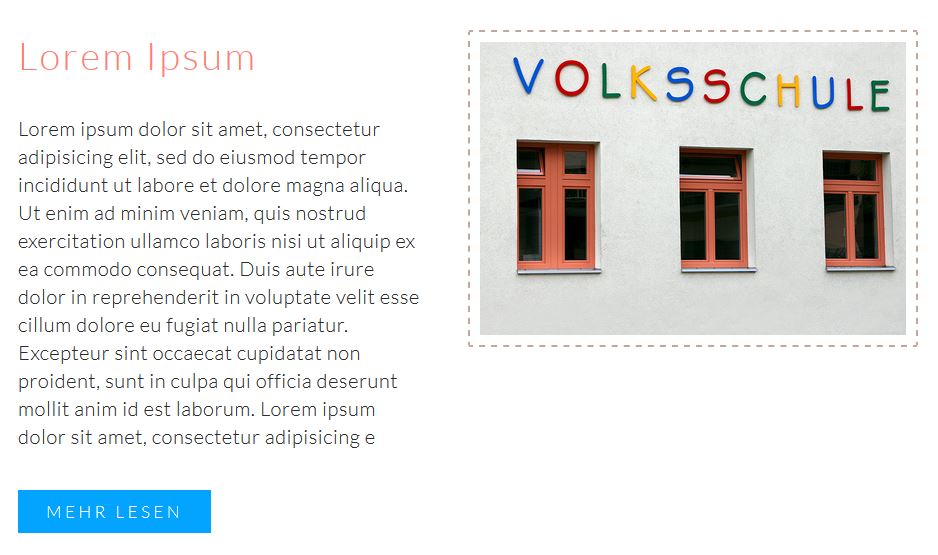 Lorem Ipsum
Lorem ipsum dolor sit amet, consectetur
adipisicing elit, sed do eiusmod tempor
incididunt ut labore et dolore magna aliqua.
Ut enim ad minim veniam, quis nostrud
exercitation ullamco laboris nisi ut aliquip ex
ea commodo consequat. Duis aute irure
dolor in reprehenderit in voluptate velit esse
cillum dolore eu fugiat nulla pariatur.
Excepteur sint occaecat cupidatat non
proident, sunt in culpa qui officia deserunt
mollit anim id est laborum. Lorem ipsum
dolor sit amet, consectetur adipisicing e
MEHR LESEN
VOLKSSCHULE